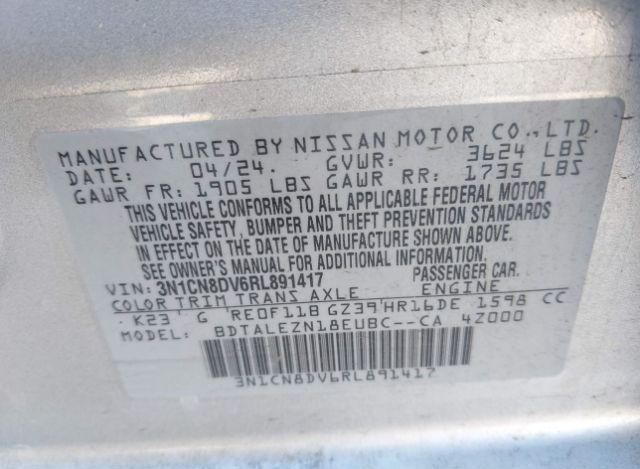 MANUFACTURED BY NISSAN MOTOR CO.,LTD.
DATE: 04/24. GVWR: 3624 LBS
GAWR FR: 1905 LBS GAWR RR: 1735 LBS
THIS VEHICLE CONFORMS TO ALL APPLICABLE FEDERAL MOTOR
VEHICLE SAFETY, BUMPER AND THEFT PREVENTION STANDARDS
IN EFFECT ON THE DATE OF MANUFACTURE SHOWN ABOVE.
SEE OWNER'S MANUAL FOR ADDITIONAL INFORMATION.
VIN: 3N1CN8DV6RL891417 PASSENGER CAR.
COLOR TRIM TRANS AXLE ENGINE
K23 G RE0F11B GZ39 HR16DE 1598 CC
MODEL: BDTALEZN18EUBC--CA 4Z000
3N1CN8DV6RL891417